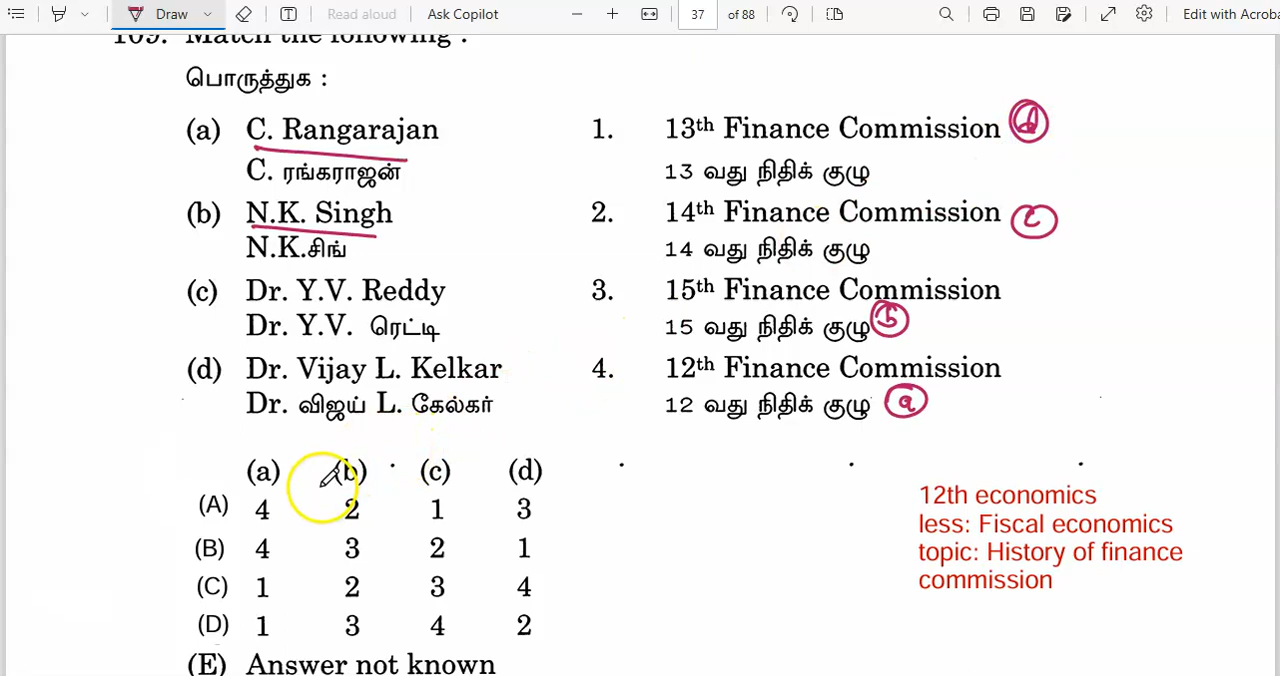 Draw
Read aloud
Ask Copilot
37
of 88
Edit with Acroba
109. Match the following :
பொருத்துக :
(a) C. Rangarajan 1. 13th Finance Commission d
C. ரங்கராஜன் 13 வது நிதிக் குழு
(b) N.K. Singh 2. 14th Finance Commission c
N.K.சிங் 14 வது நிதிக் குழு
(c) Dr. Y.V. Reddy 3. 15th Finance Commission
Dr. Y.V. ரெட்டி 15 வது நிதிக் குழு b
(d) Dr. Vijay L. Kelkar 4. 12th Finance Commission
Dr. விஜய் L. கேல்கர் 12 வது நிதிக் குழு a
(a) (b) (c) (d)
(A) 4 2 1 3
(B) 4 3 2 1
(C) 1 2 3 4
(D) 1 3 4 2
(E) Answer not known
12th economics
less: Fiscal economics
topic: History of finance
commission